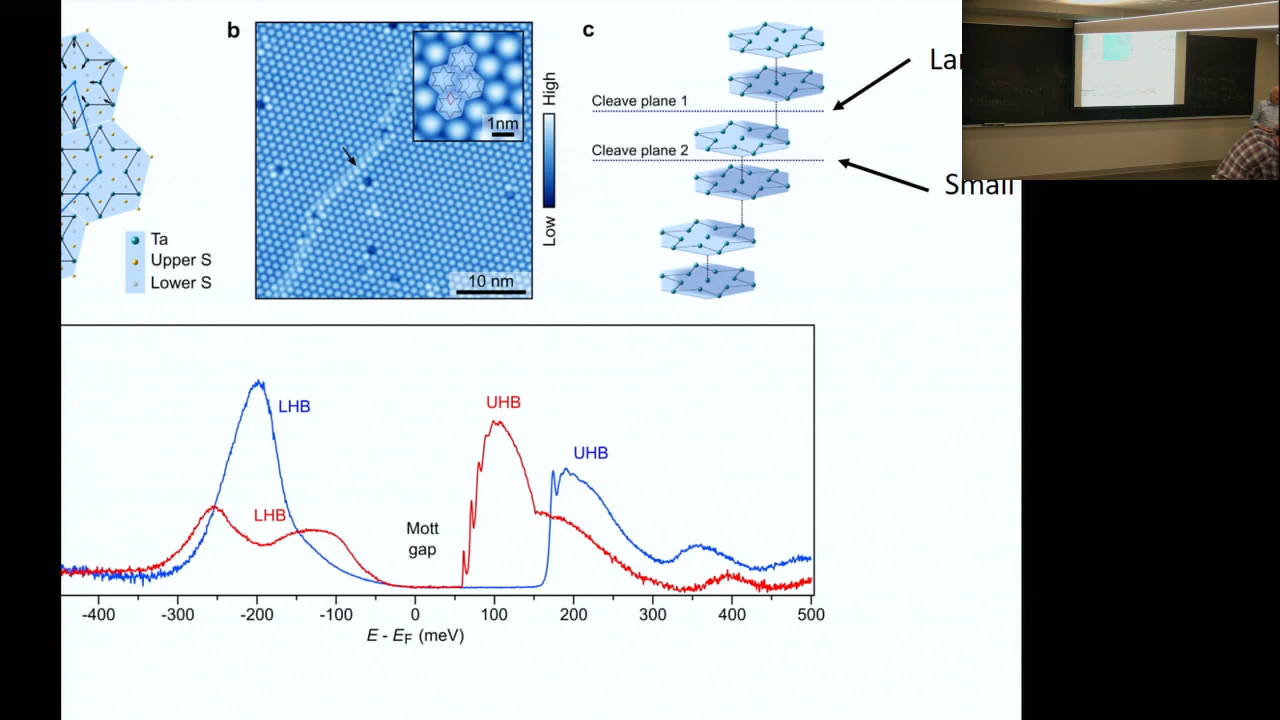 b
High
1nm
Low
10 nm
Ta
Upper S
Lower S
c
Cleave plane 1
Cleave plane 2
Small
LHB
LHB
UHB
UHB
Mott
gap
-400 -300 -200 -100 0 100 200 300 400 500
E - EF (meV)